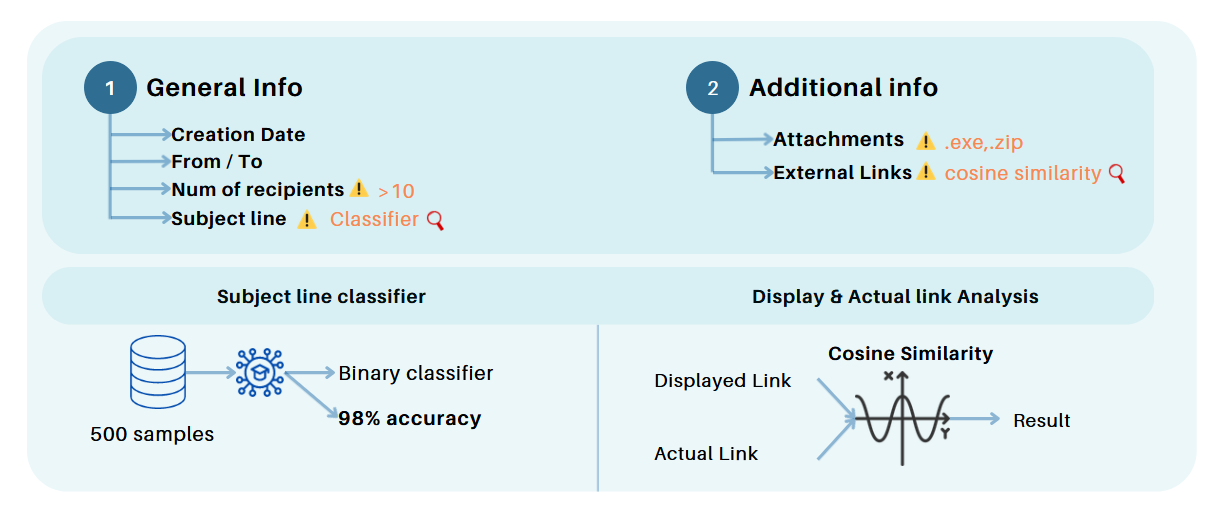 1 General Info
Creation Date
From / To
Num of recipients ⚠️ >10
Subject line ⚠️ Classifier 🔍
2 Additional info
Attachments ⚠️ .exe,.zip
External Links ⚠️ cosine similarity 🔍
Subject line classifier
500 samples
Binary classifier
98% accuracy
Display & Actual link Analysis
Cosine Similarity
Displayed Link
Actual Link
X
Y
Result